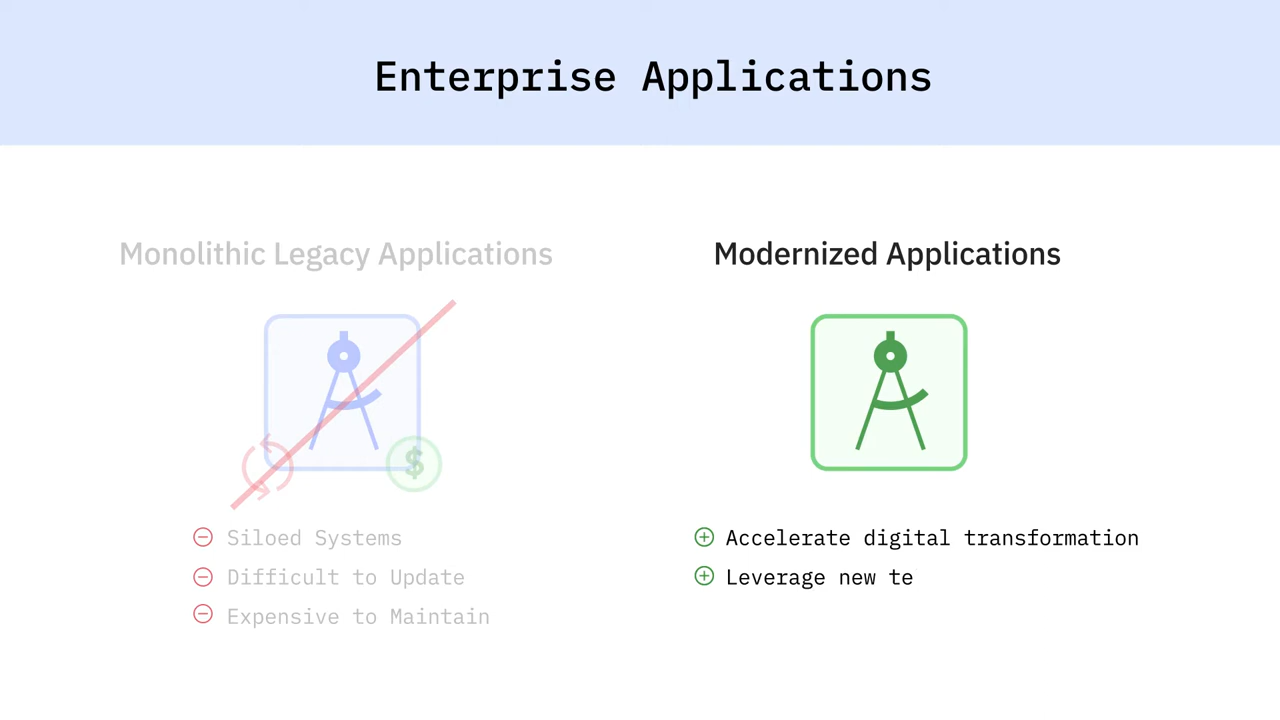 Enterprise Applications
Monolithic Legacy Applications
$
Siloed Systems
Difficult to Update
Expensive to Maintain
Modernized Applications
Accelerate digital transformation
Leverage new te